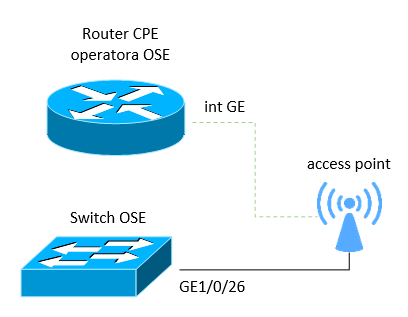 Router CPE
operatora OSE
int GE
access point
Switch OSE
GE1/0/26